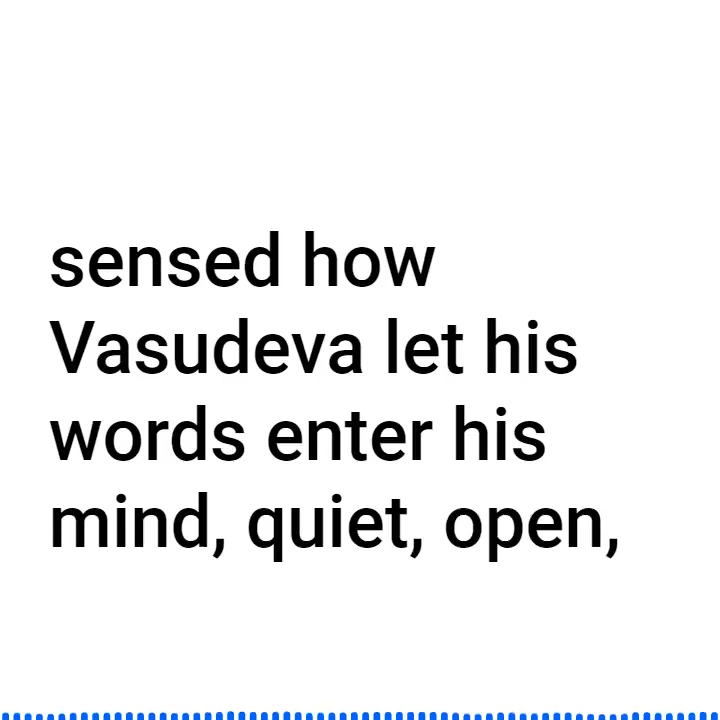 sensed how
Vasudeva let his
words enter his
mind, quiet, open,